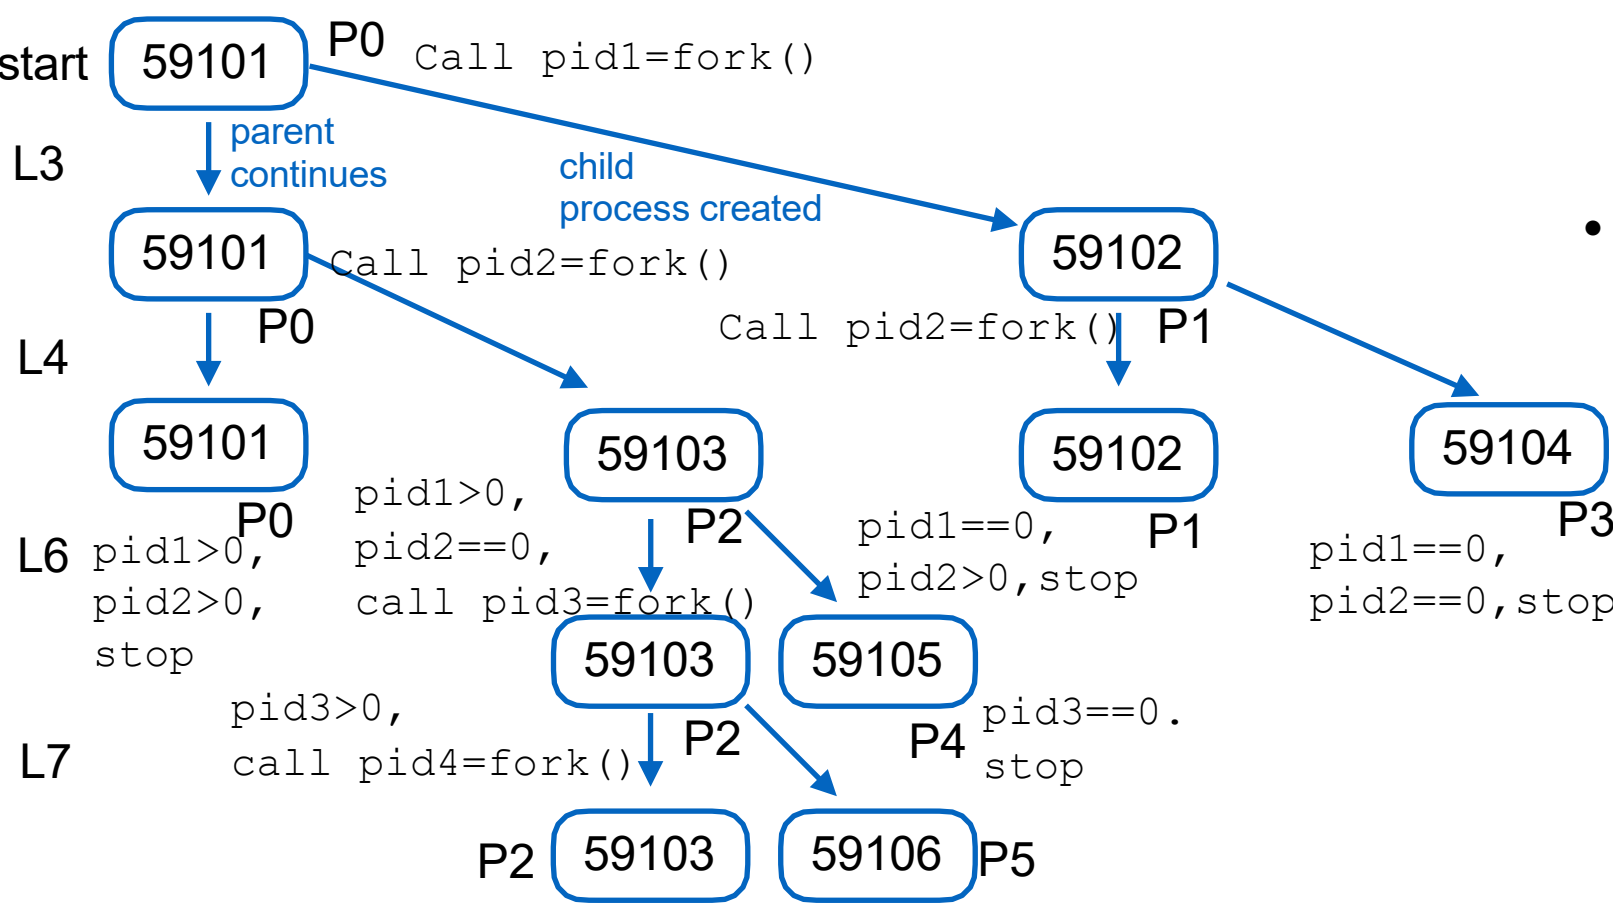 start
59101
P0
Call pid1=fork()
L3
parent
continues
child
process created
59101
Call pid2=fork()
59102
•
P0
Call pid2=fork()
P1
L4
59101
59103
59102
59104
P0
pid1>0,
pid2==0,
call pid3=fork()
P2
pid1==0,
pid2>0,stop
P1
P3
pid1==0,
pid2==0,stop
L6
pid1>0,
pid2>0,
stop
59103
59105
pid3>0,
call pid4=fork()
P2
P4
pid3==0.
stop
L7
P2
59103
59106
P5